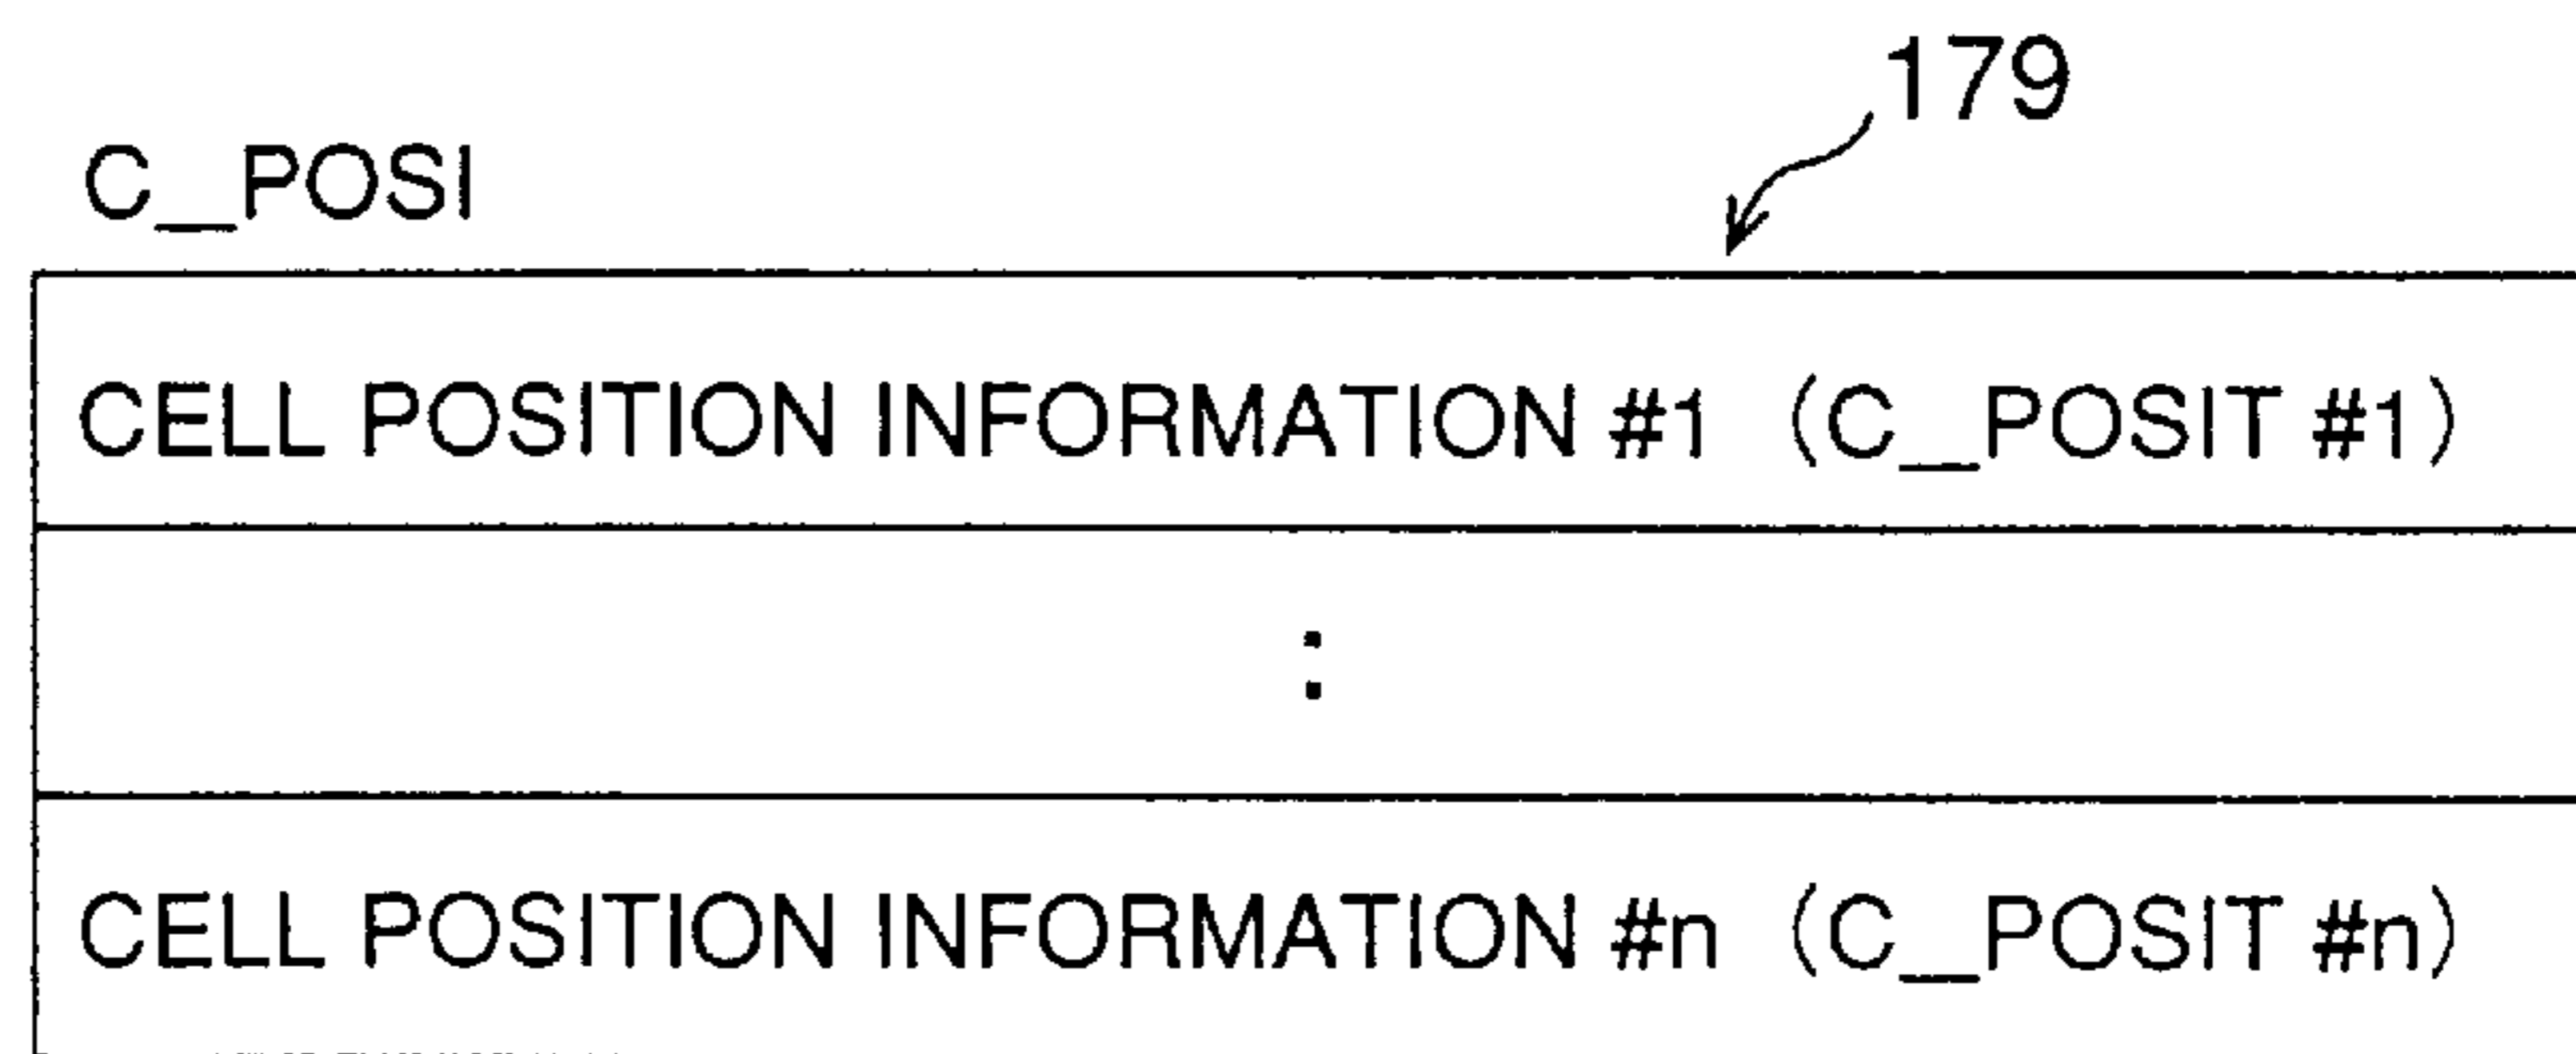 179
C_POSI
CELL POSITION INFORMATION #1 (C_POSIT #1)
:
CELL POSITION INFORMATION #n (C_POSIT #n)